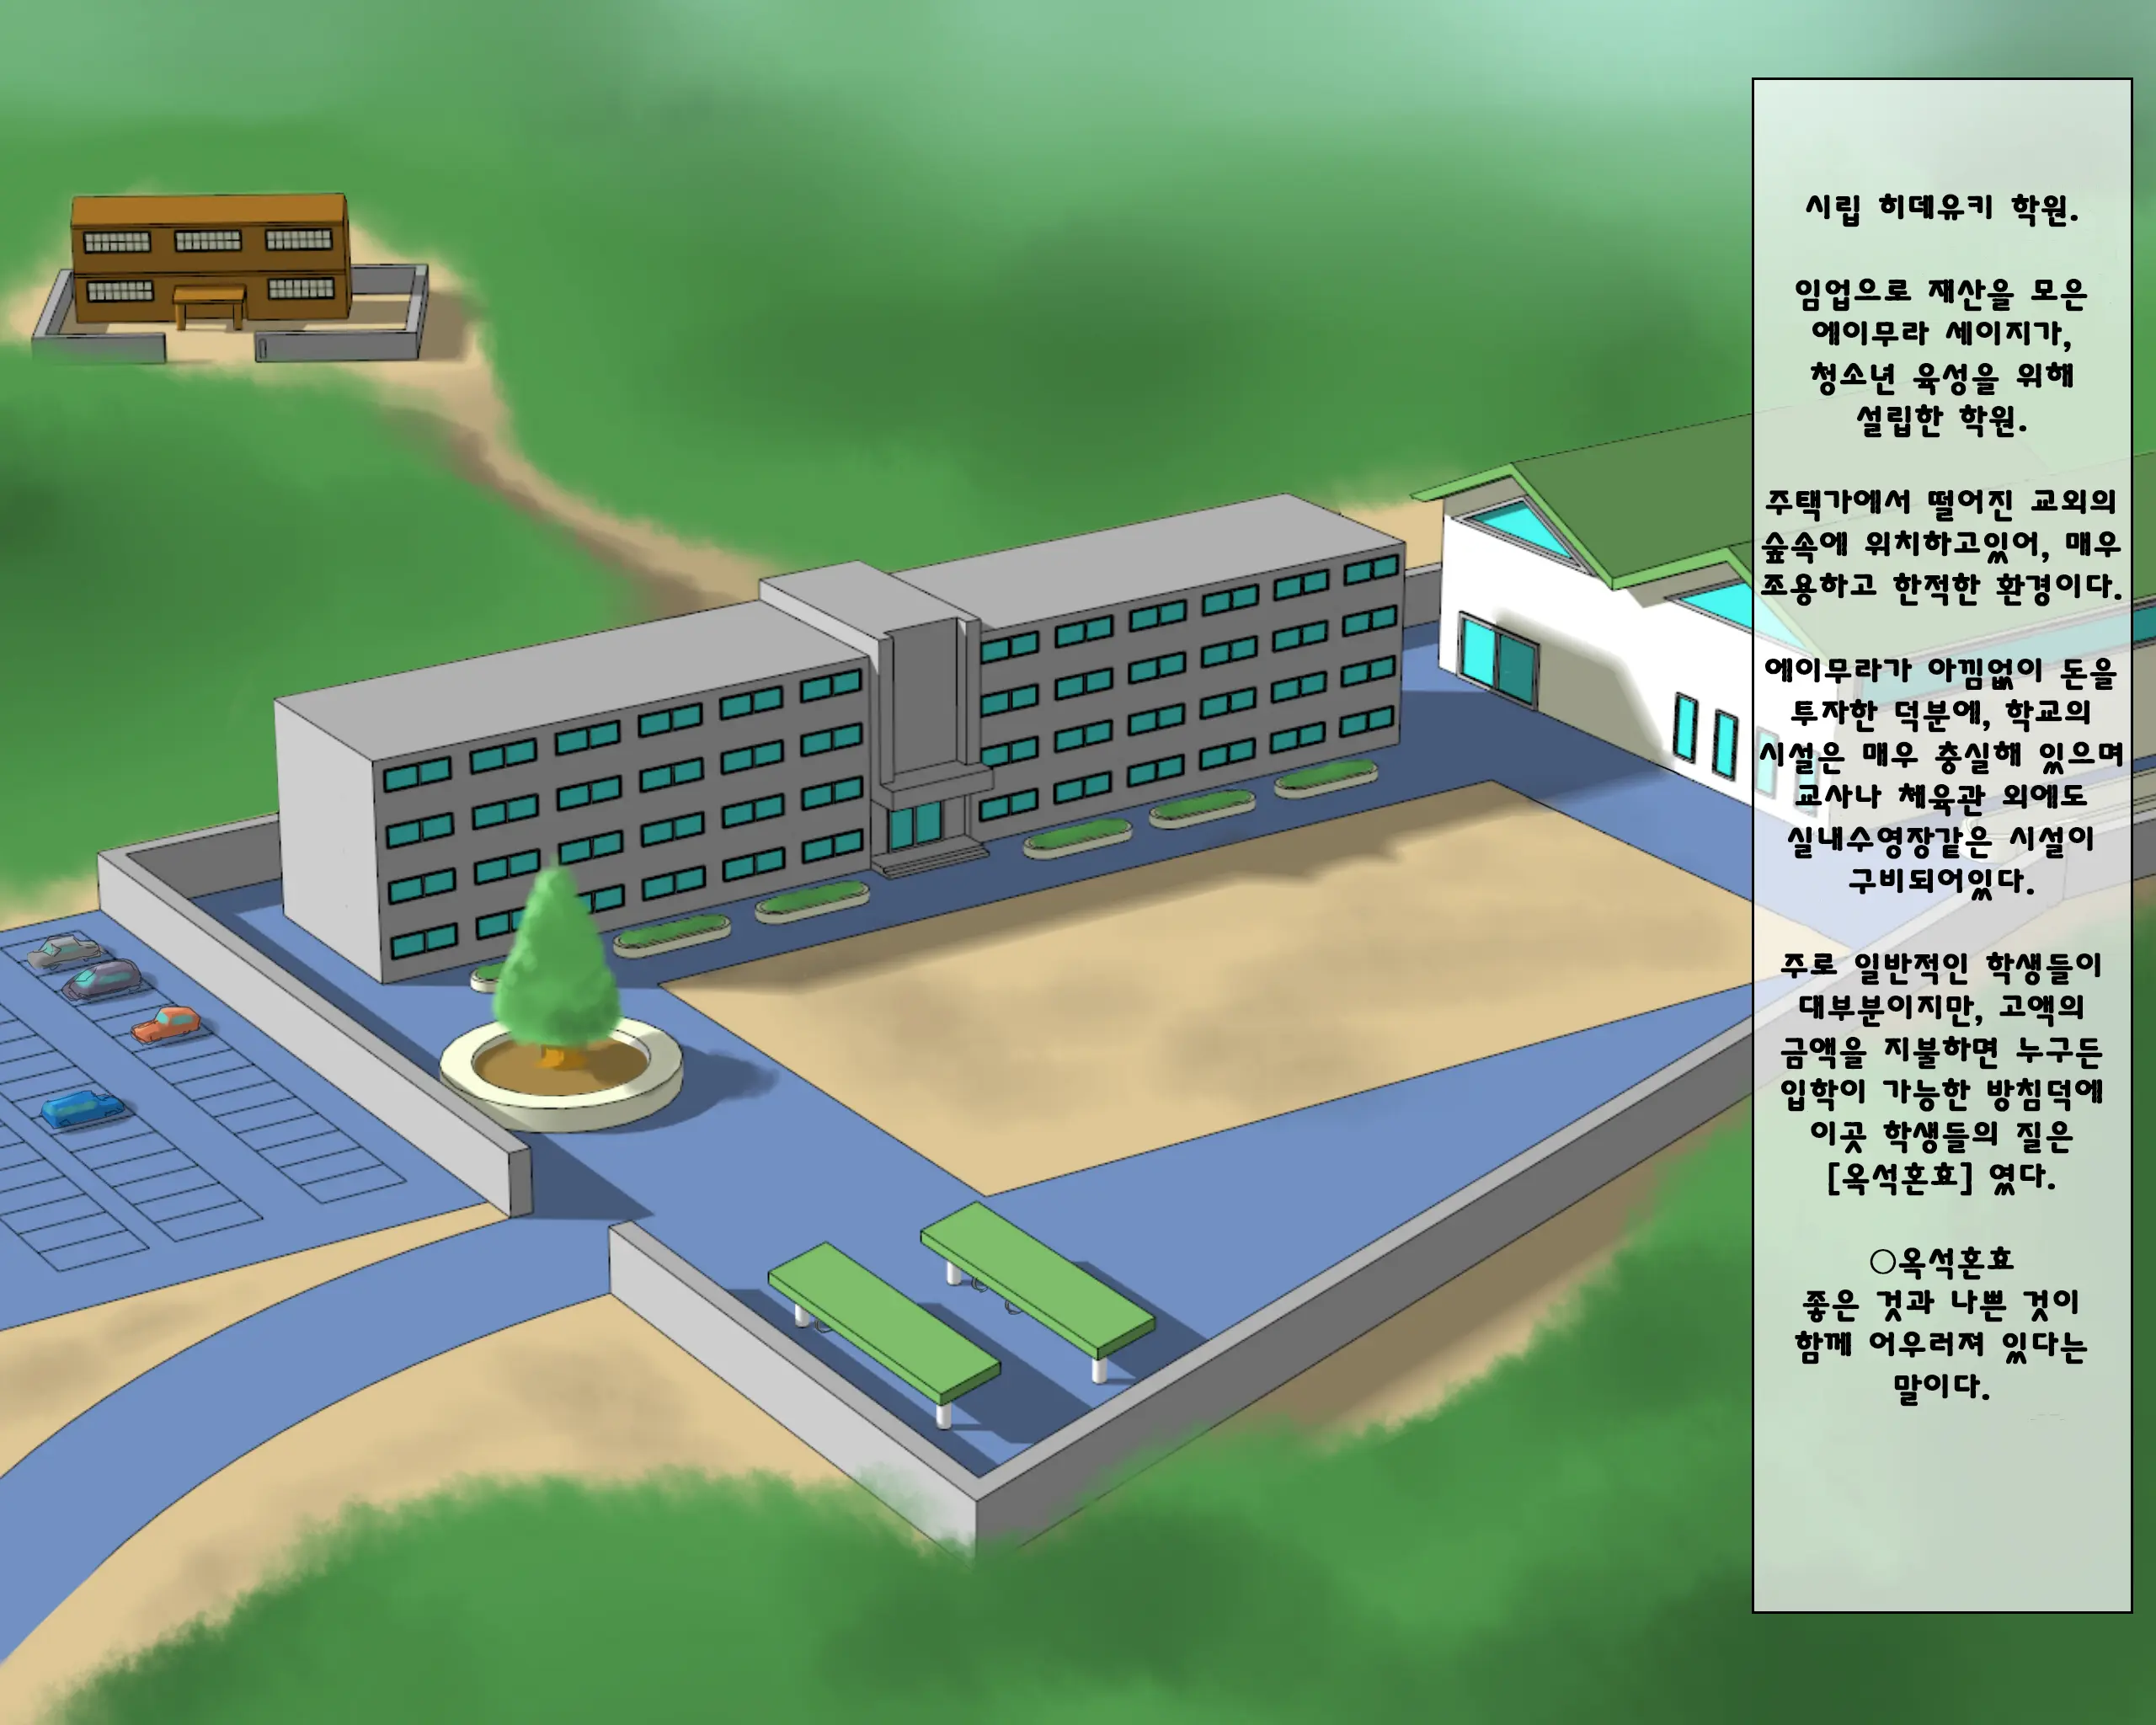 시립 히데유키 학원.
임업으로 재산을 모은
에이무라 세이지가,
청소년 육성을 위해
설립한 학원.
주택가에서 떨어진 교외의
숲속에 위치하고있어, 매우
조용하고 한적한 환경이다.
에이무라가 아낌없이 돈을
투자한 덕분에, 학교의
시설은 매우 충실해 있으며
교사나 체육관 외에도
실내수영장같은 시설이
구비되어있다.
주로 일반적인 학생들이
대부분이지만, 고액의
금액을 지불하면 누구든
입학이 가능한 방침덕에
이곳 학생들의 질은
[옥석혼효] 였다.
○옥석혼효
좋은 것과 나쁜 것이
함께 어우러져 있다는
말이다.